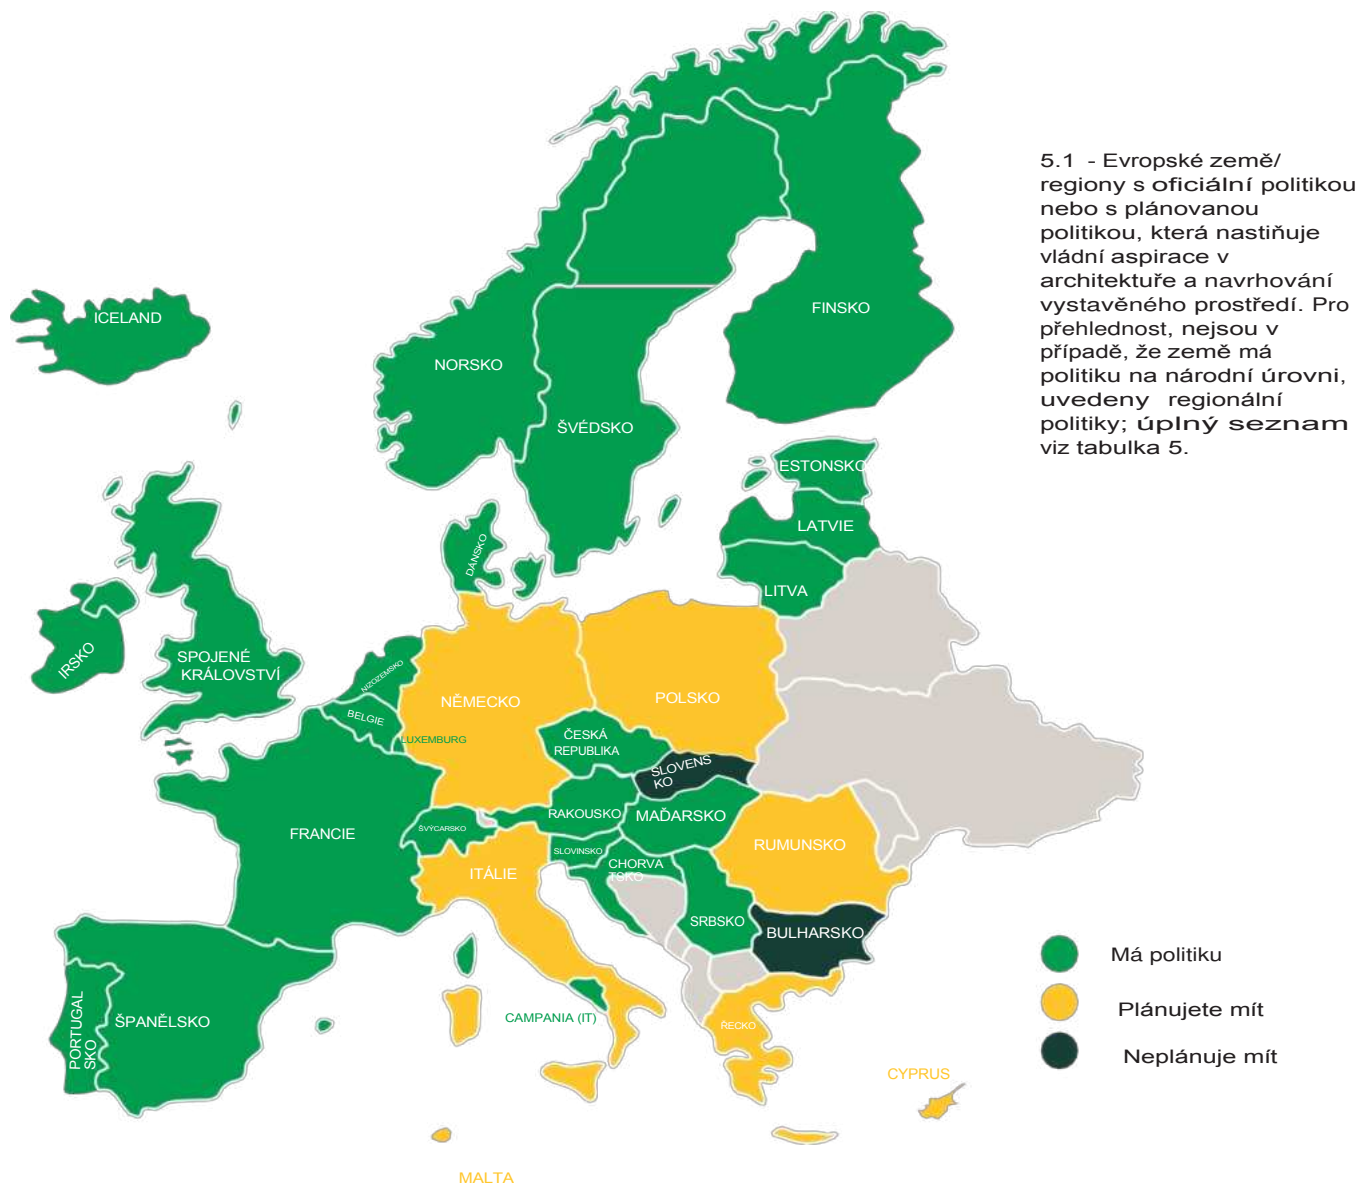 5.1 - Evropské země/
regiony s oficiální politikou
nebo s plánovanou
politikou, která nastiňuje
vládní aspirace v
architektuře a navrhování
vystavěného prostředí. Pro
přehlednost, nejsou v
případě, že země má
politiku na národní úrovni,
uvedeny regionální
politiky; úplný seznam
viz tabulka 5.
ICELAND
FINSKO
NORSKO
ŠVÉDSKO
ESTONSKO
LATVIE
LITVA
DÁNSKO
IRSKO
SPOJENÉ
KRÁLOVSTVÍ
NIZOZEMSKO
BELGIE
LUXEMBURG
NĚMECKO
POLSKO
ČESKÁ
REPUBLIKA
SLOVENS
KO
FRANCIE
ŠVÝCARSKO
RAKOUSKO
MAĎARSKO
SLOVINSKO
CHORVA
TSKO
RUMUNSKO
ITÁLIE
SRBSKO
BULHARSKO
PORTUGAL
SKO
ŠPANĚLSKO
CAMPANIA (IT)
ŘECKO
CYPRUS
MALTA
Má politiku
Plánujete mít
Neplánuje mít